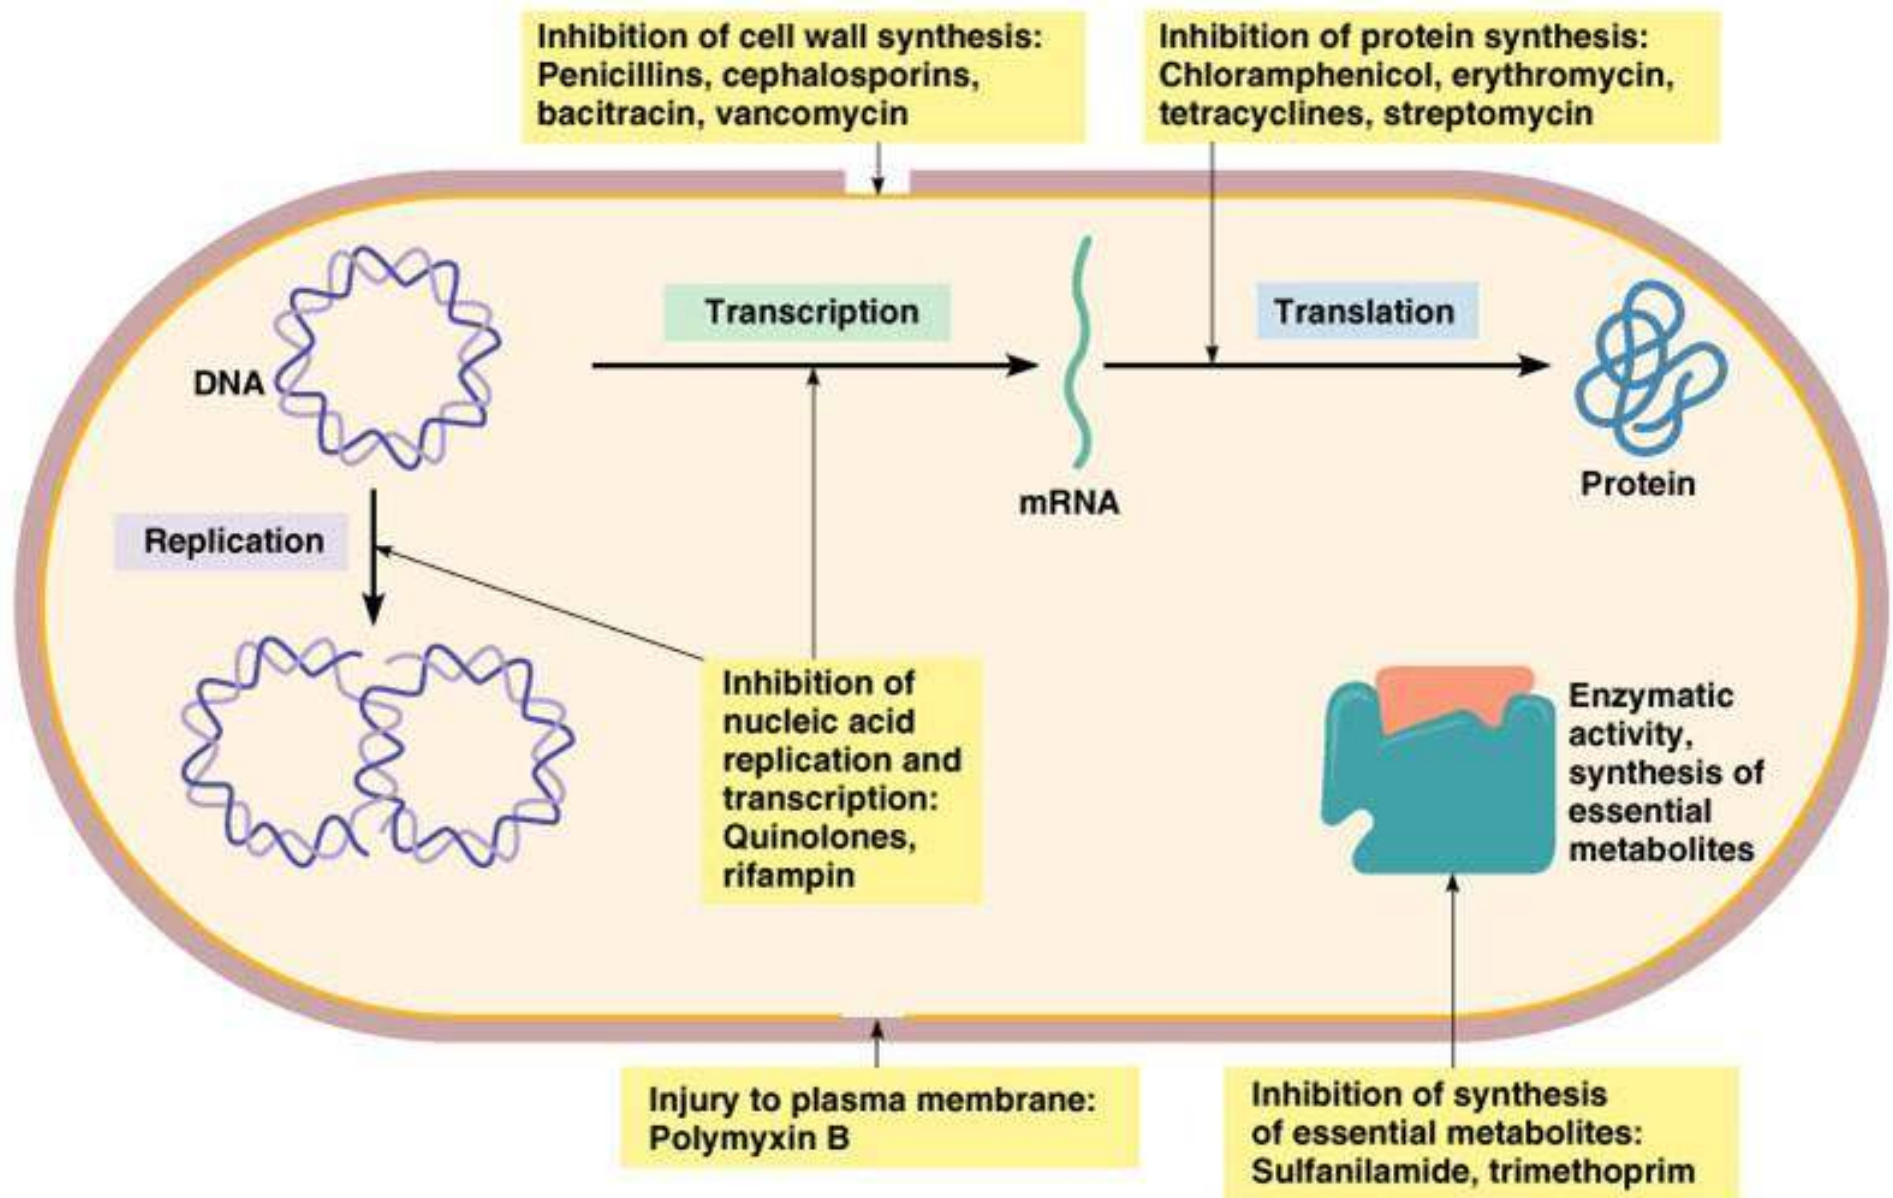 Inhibition of cell wall synthesis:
Penicillins, cephalosporins,
bacitracin, vancomycin
Inhibition of protein synthesis:
Chloramphenicol, erythromycin,
tetracyclines, streptomycin
DNA
Transcription
mRNA
Translation
Protein
Replication
Inhibition of
nucleic acid
replication and
transcription:
Quinolones,
rifampin
Enzymatic
activity,
synthesis of
essential
metabolites
Injury to plasma membrane:
Polymyxin B
Inhibition of synthesis
of essential metabolites:
Sulfanilamide, trimethoprim